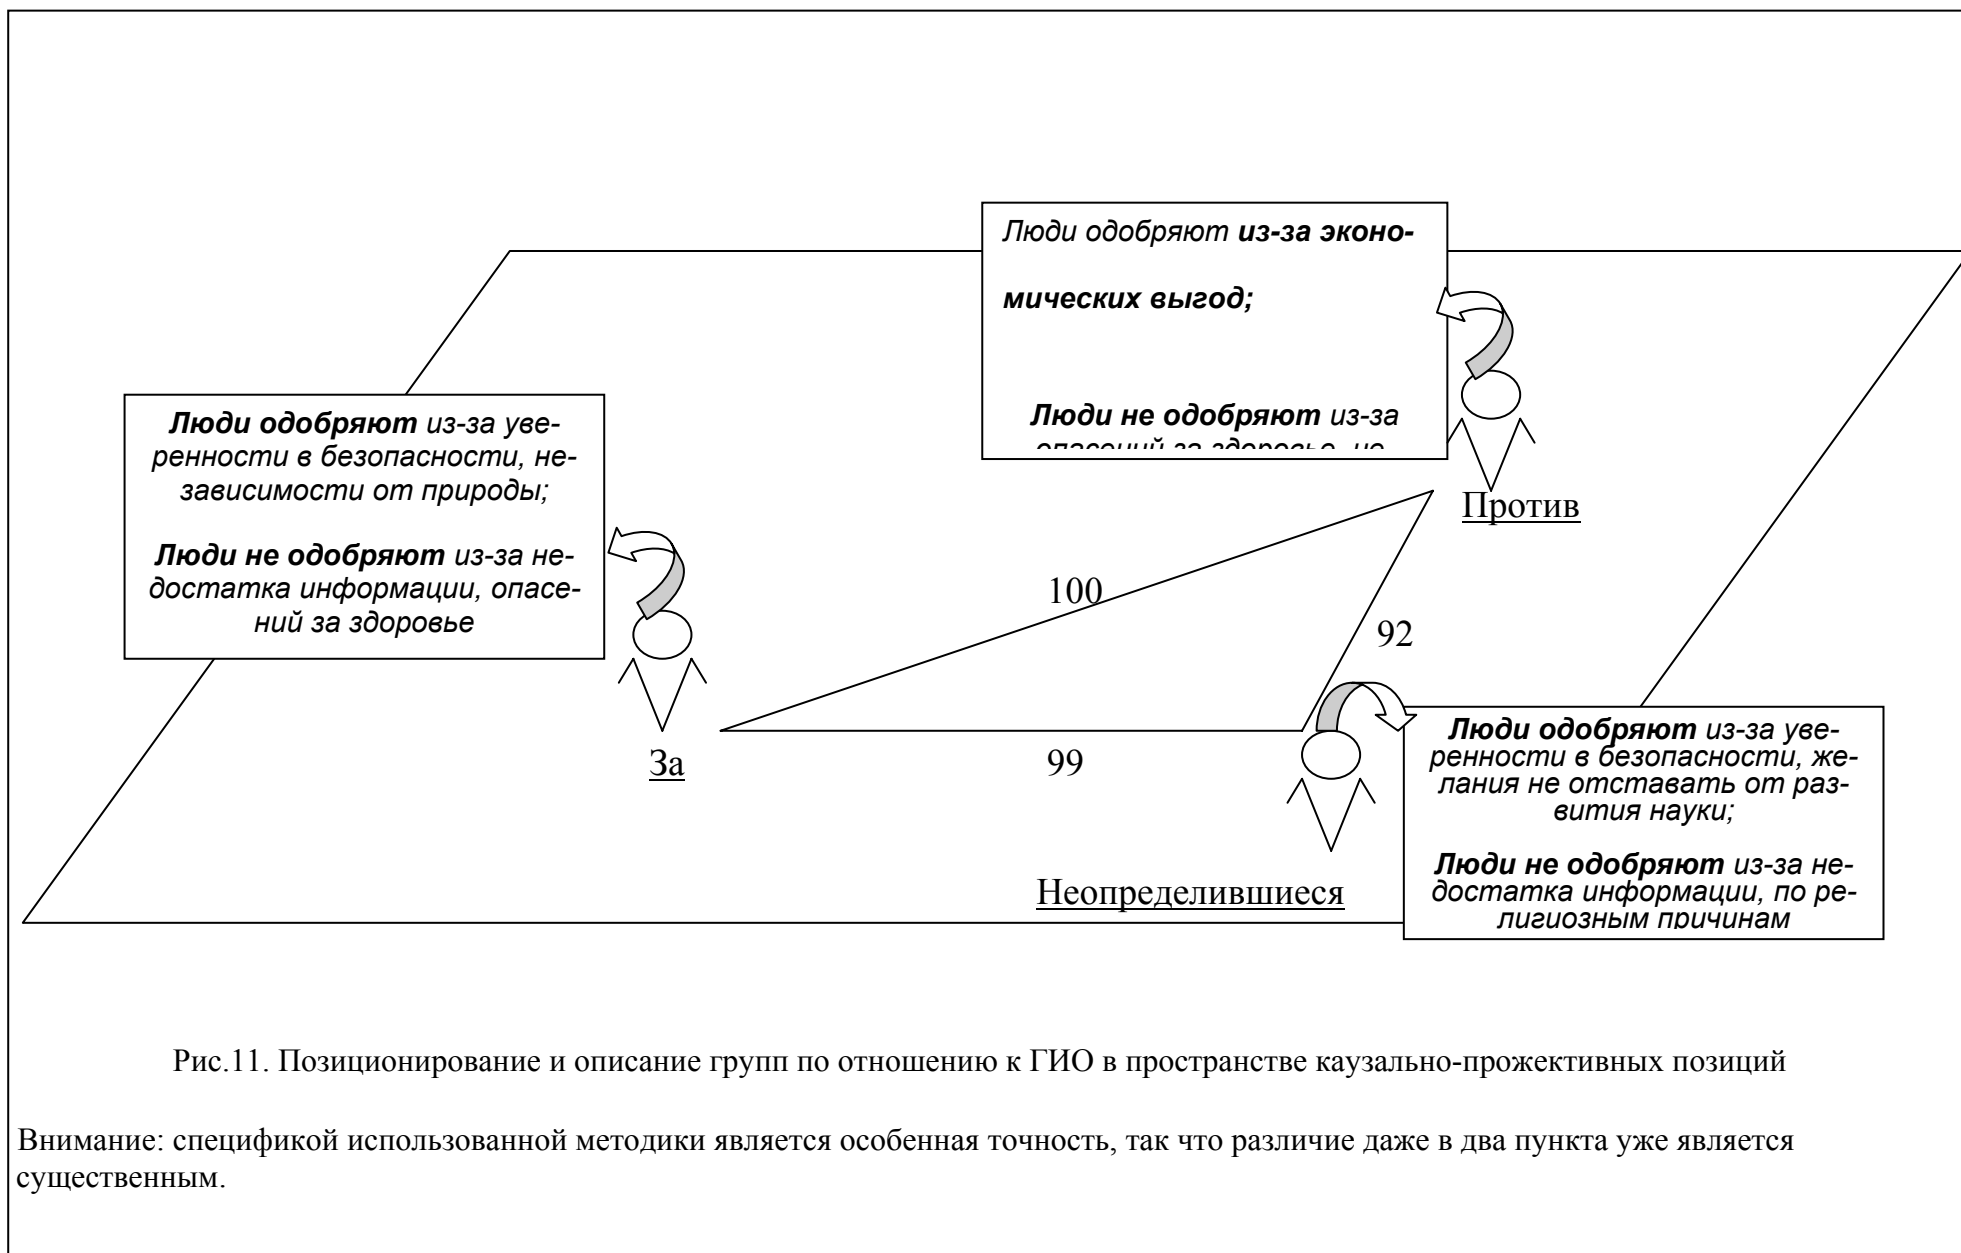 Люди одобряют из-за эконо-
мических выгод;
Люди не одобряют из-за
опасений за здоровье, не-
Против
Люди одобряют из-за уве-
ренности в безопасности, не-
зависимости от природы;
Люди не одобряют из-за не-
достатка информации, опасе-
ний за здоровье
За
100
92
99
Неопределившиеся
Люди одобряют из-за уве-
ренности в безопасности, же-
лания не отставать от раз-
вития науки;
Люди не одобряют из-за не-
достатка информации, по ре-
лигиозным причинам
Рис.11. Позиционирование и описание групп по отношению к ГИО в пространстве каузально-прожективных позиций
Внимание: спецификой использованной методики является особенная точность, так что различие даже в два пункта уже является
существенным.